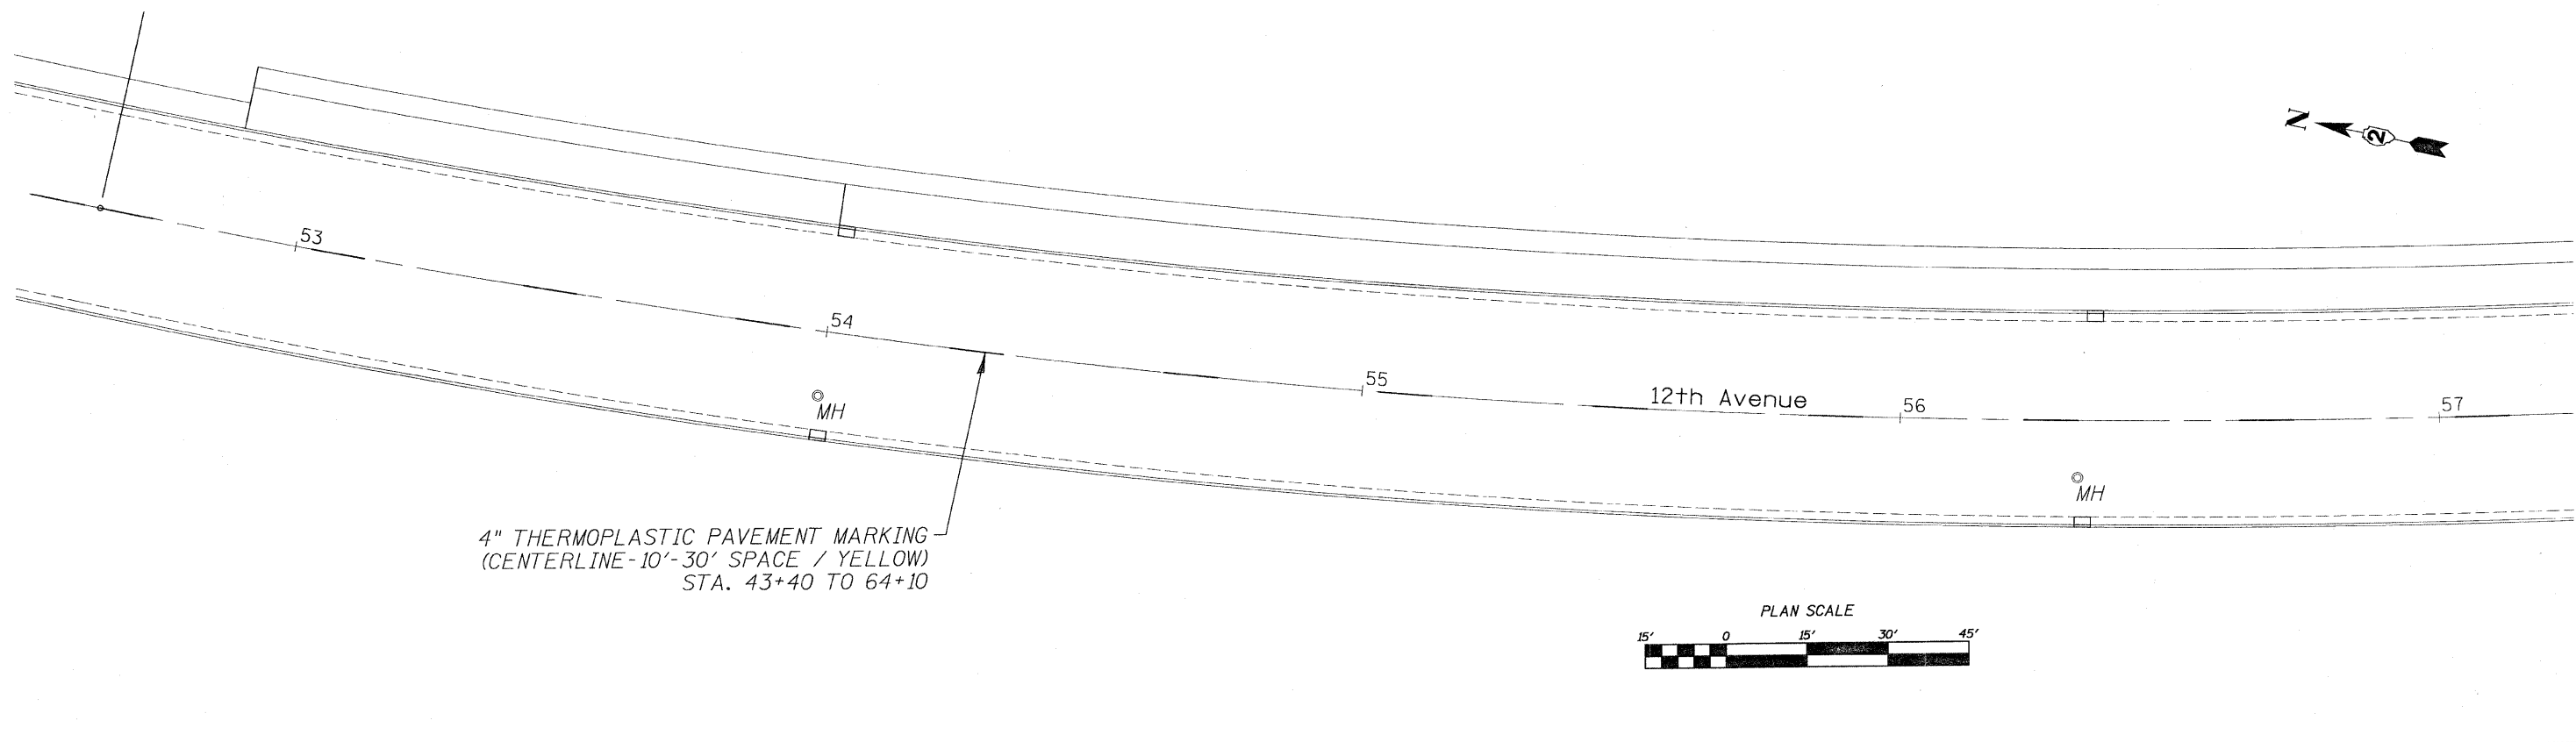 N
2
53
54
55
12th Avenue
56
57
MH
MH
4" THERMOPLASTIC PAVEMENT MARKING
(CENTERLINE-10'-30' SPACE / YELLOW)
STA. 43+40 TO 64+10
PLAN SCALE
15' 0 15' 30' 45'